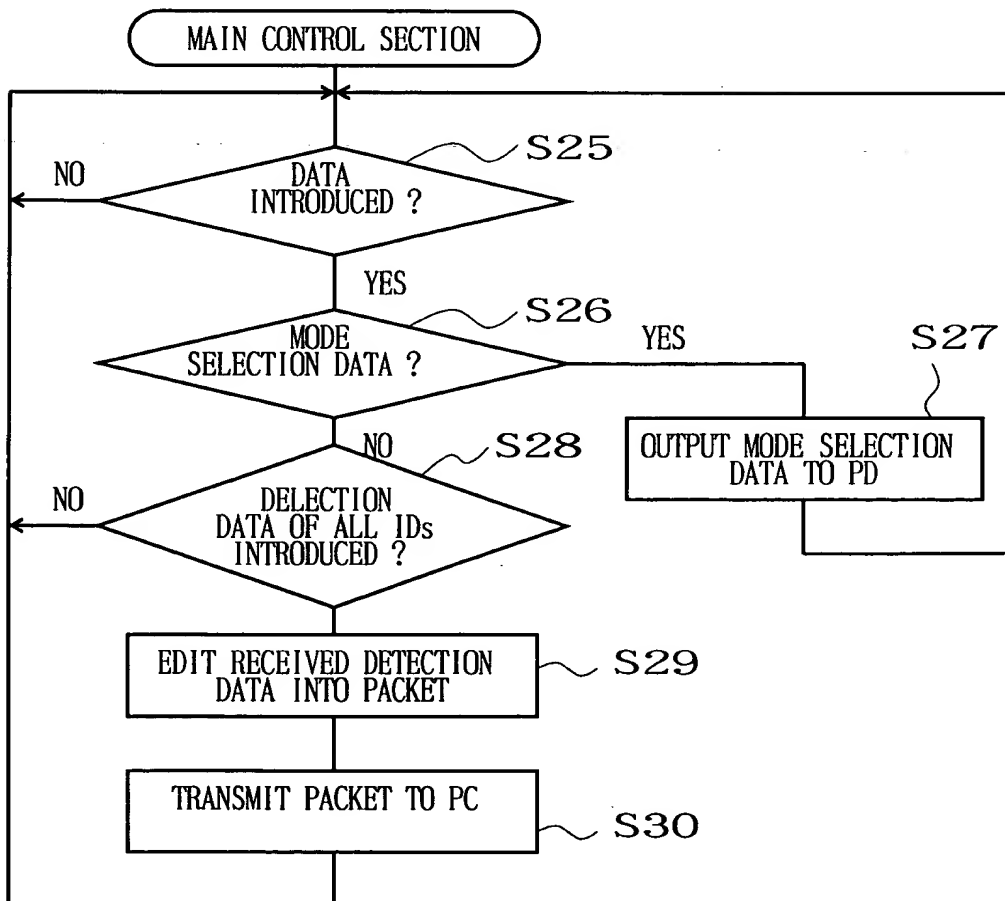 MAIN CONTROL SECTION
S25
NO
DATA
INTRODUCED ?
YES
S26
MODE
SELECTION DATA ?
YES
S27
OUTPUT MODE SELECTION
DATA TO PD
NO
S28
NO
DELECTION
DATA OF ALL IDs
INTRODUCED ?
EDIT RECEIVED DETECTION
DATA INTO PACKET
S29
TRANSMIT PACKET TO PC
S30